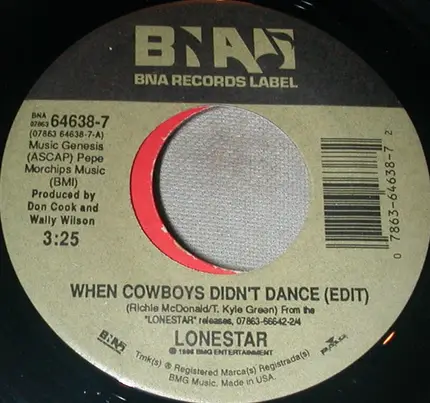 BNA
BNA RECORDS LABEL
BNA
07863 64638-7
(07863 64638-7-A)
Music Genesis
(ASCAP) Pepe
Morchips Music
(BMI)
Produced by
Don Cook and
Wally Wilson
3:25
0 7863-64638-7 2
WHEN COWBOYS DIDN'T DANCE (EDIT)
(Richie McDonald/T. Kyle Green) From the
"LONESTAR" releases, 07863-66642-2/4
LONESTAR
BMG ENTERTAINMENT
BNA
Tmk(s) ® Registered Marca(s) Registrada(s)
BMG Music. Made in U.S.A.